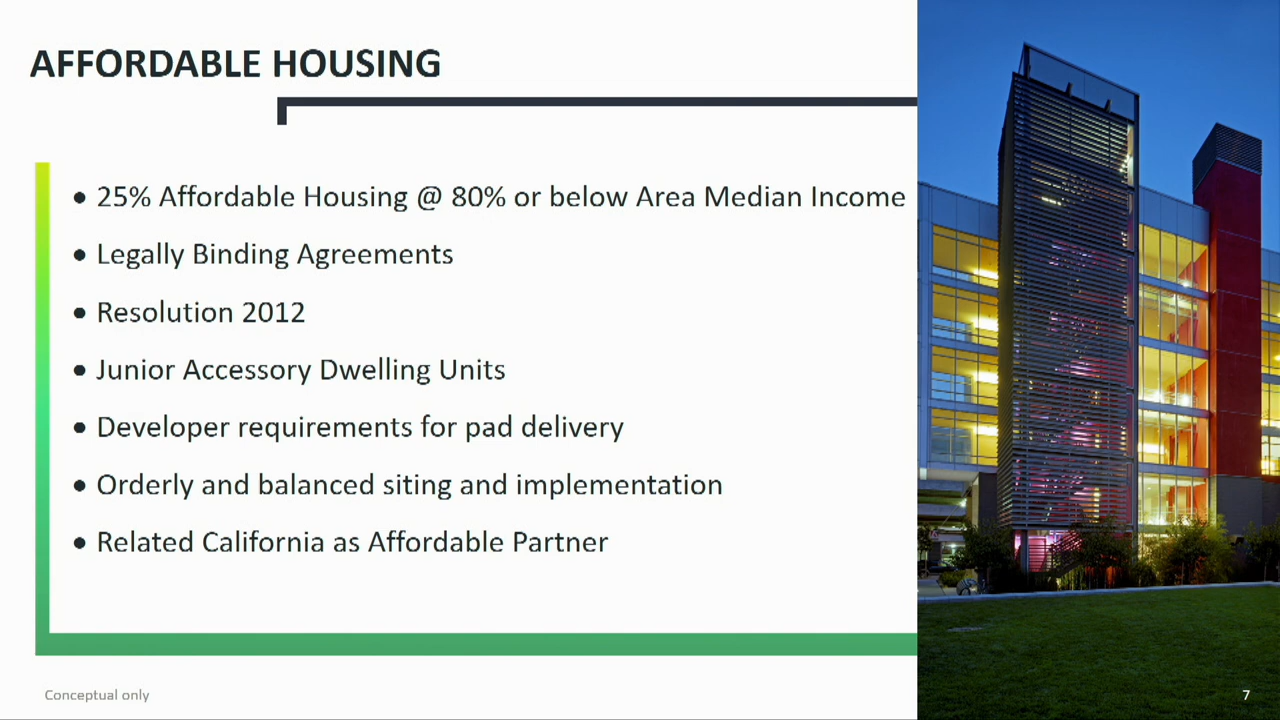 AFFORDABLE HOUSING
• 25% Affordable Housing @ 80% or below Area Median Income
• Legally Binding Agreements
• Resolution 2012
• Junior Accessory Dwelling Units
• Developer requirements for pad delivery
• Orderly and balanced siting and implementation
• Related California as Affordable Partner
Conceptual only
7